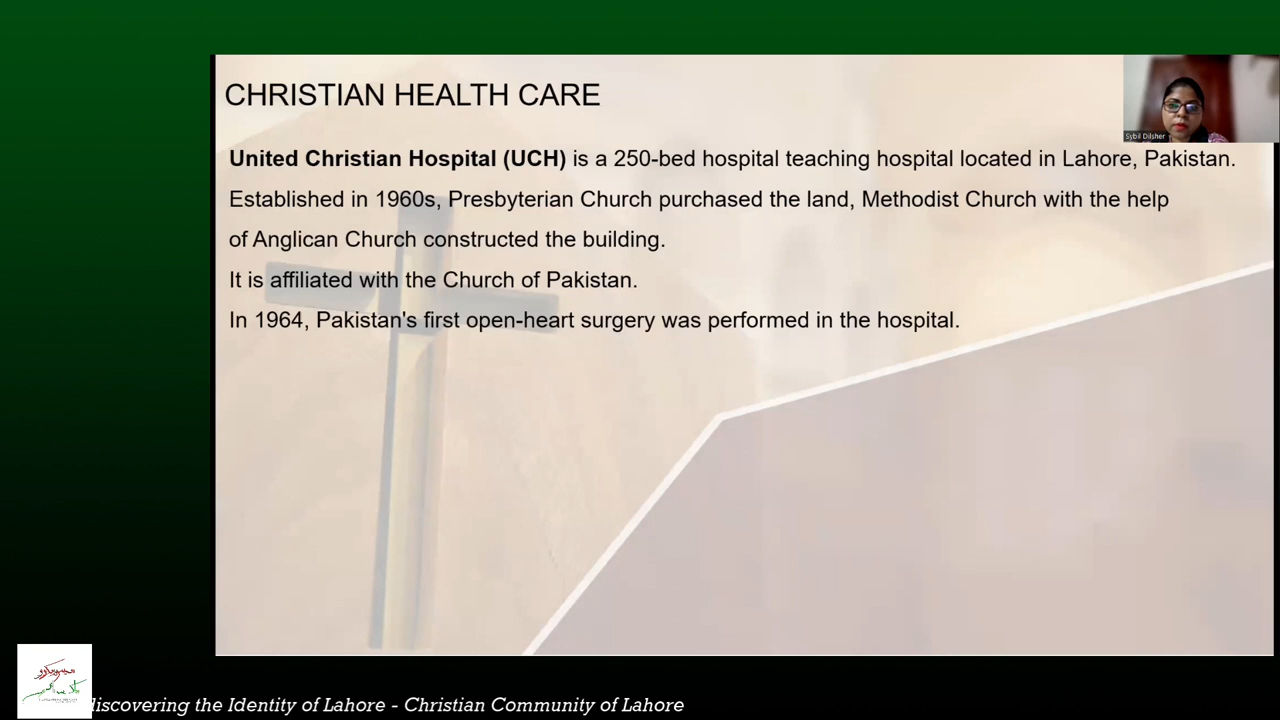 CHRISTIAN HEALTH CARE
Sybil Dilsher
United Christian Hospital (UCH) is a 250-bed hospital teaching hospital located in Lahore, Pakistan.
Established in 1960s, Presbyterian Church purchased the land, Methodist Church with the help
of Anglican Church constructed the building.
It is affiliated with the Church of Pakistan.
In 1964, Pakistan's first open-heart surgery was performed in the hospital.
discovering the Identity of Lahore - Christian Community of Lahore